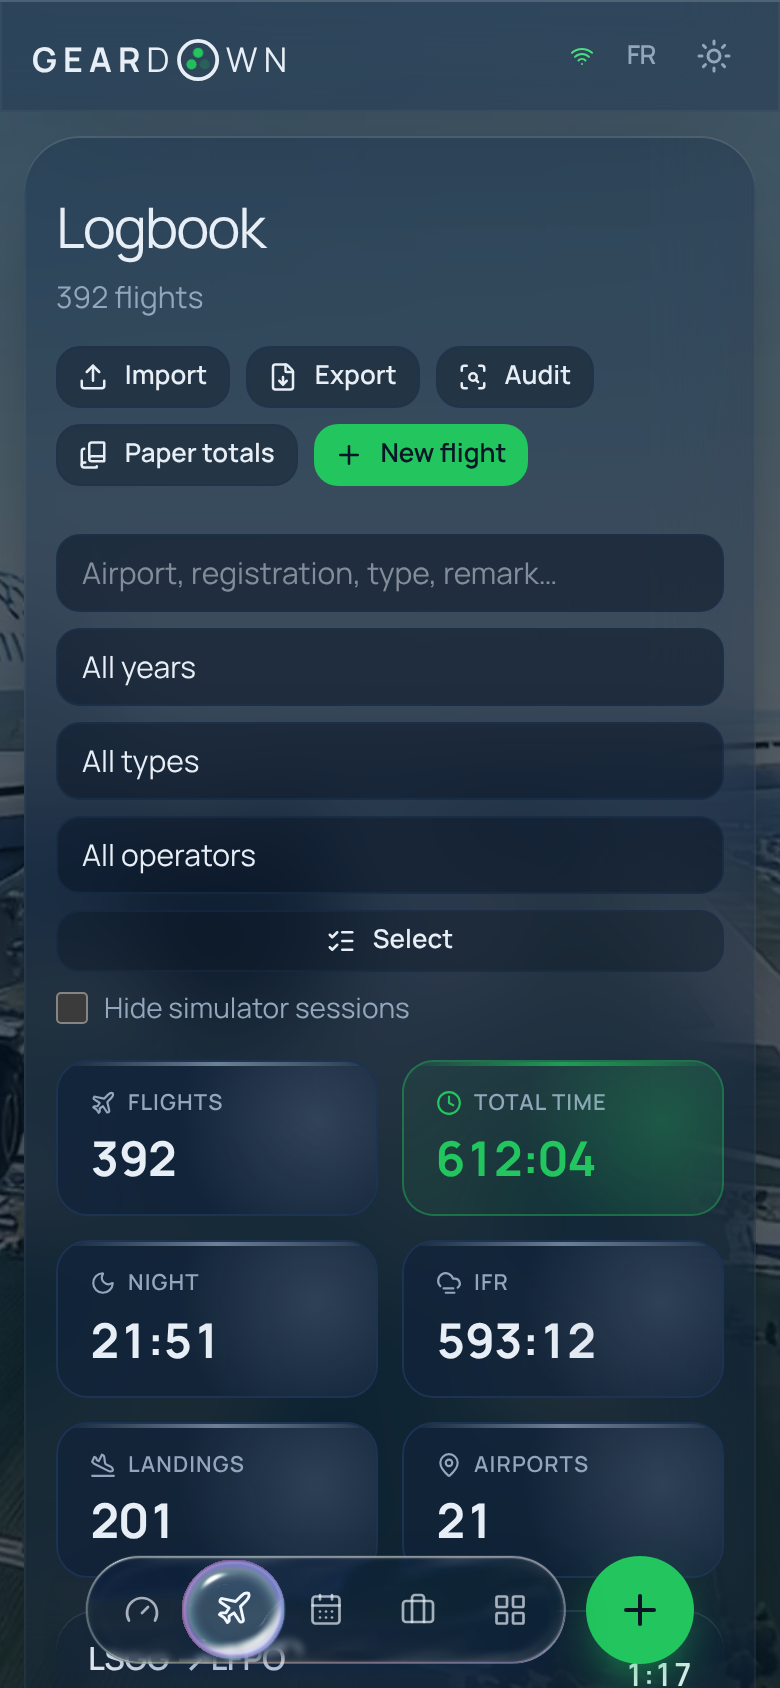 GEARDOWN
FR
Logbook
392 flights
Import
Export
Audit
Paper totals
New flight
Airport, registration, type, remark...
All years
All types
All operators
Select
Hide simulator sessions
FLIGHTS
392
TOTAL TIME
612:04
NIGHT
21:51
IFR
593:12
LANDINGS
201
AIRPORTS
21
1:17